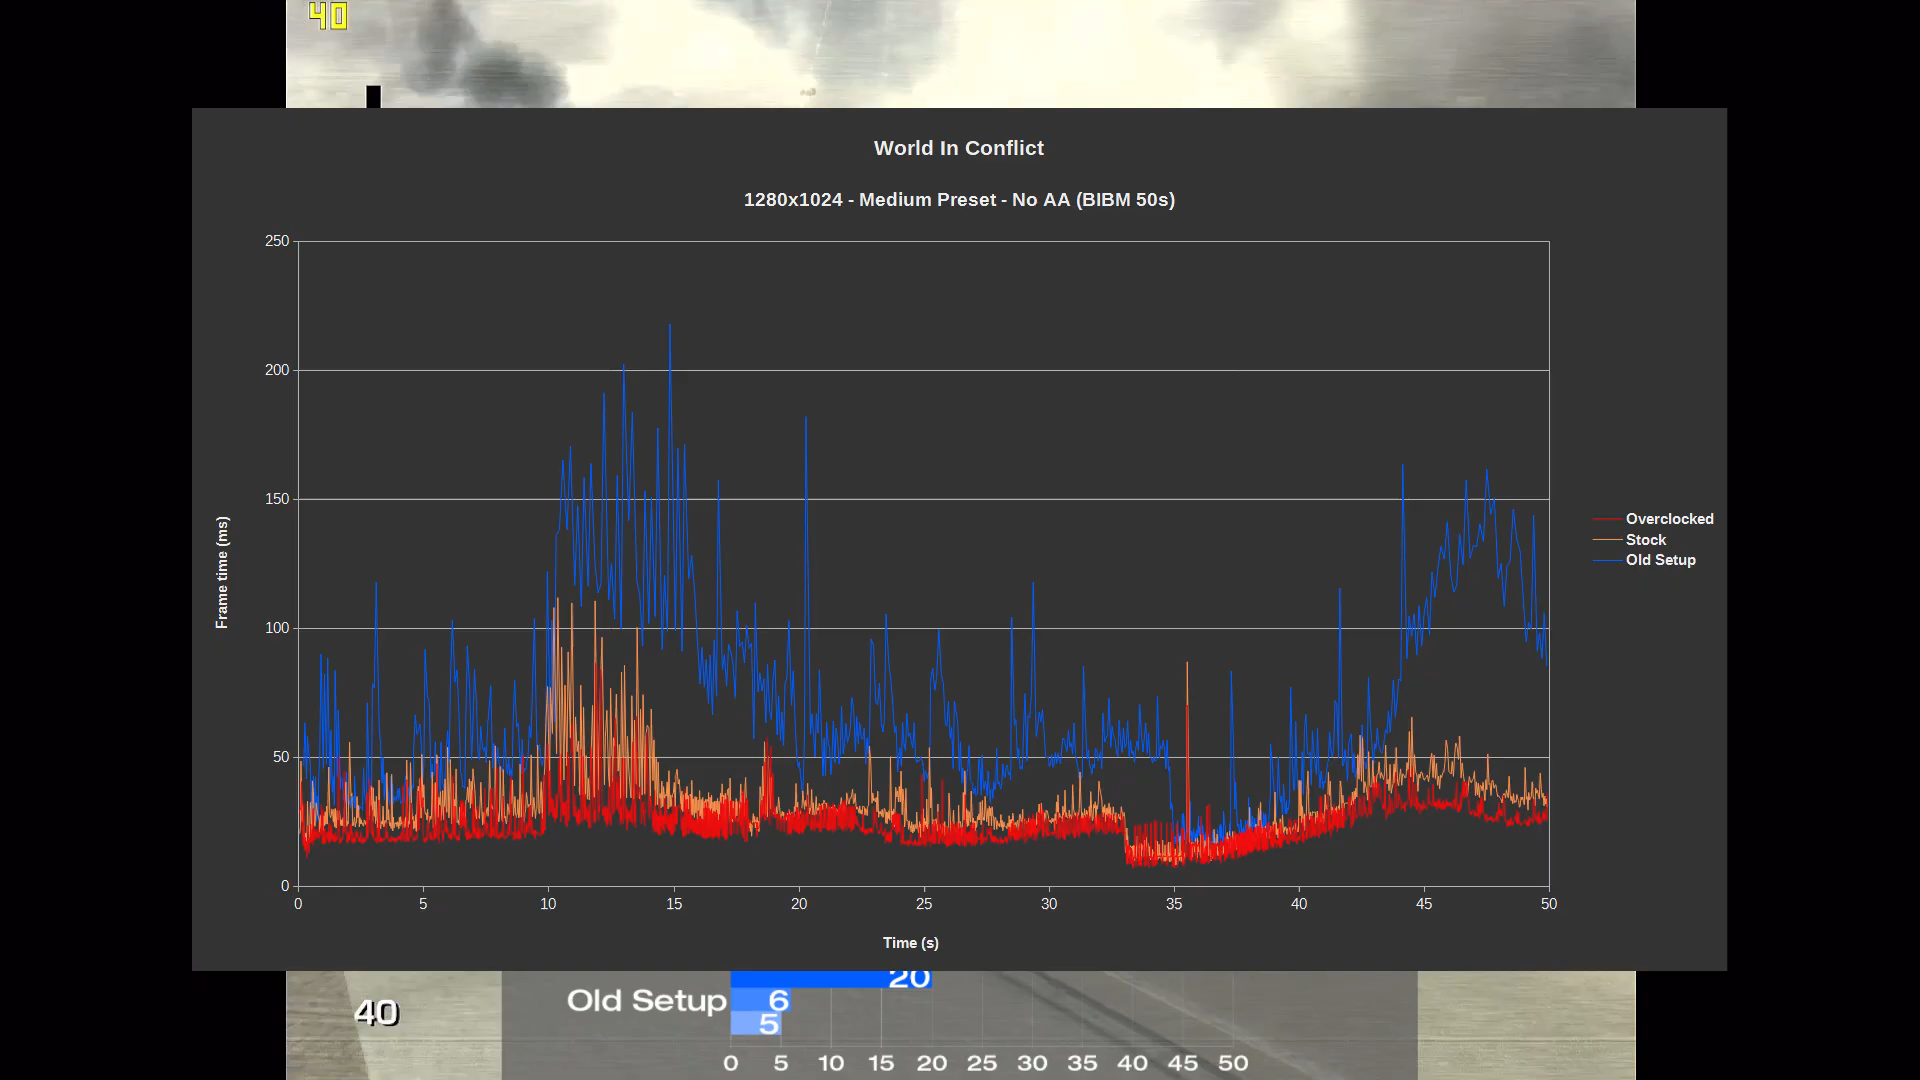 40
World In Conflict
1280x1024 - Medium Preset - No AA (BIBM 50s)
250
200
150
100
50
0
Frame time (ms)
0 5 10 15 20 25 30 35 40 45 50
Time (s)
Overclocked
Stock
Old Setup
20
Old Setup 6
5
40
0 5 10 15 20 25 30 35 40 45 50